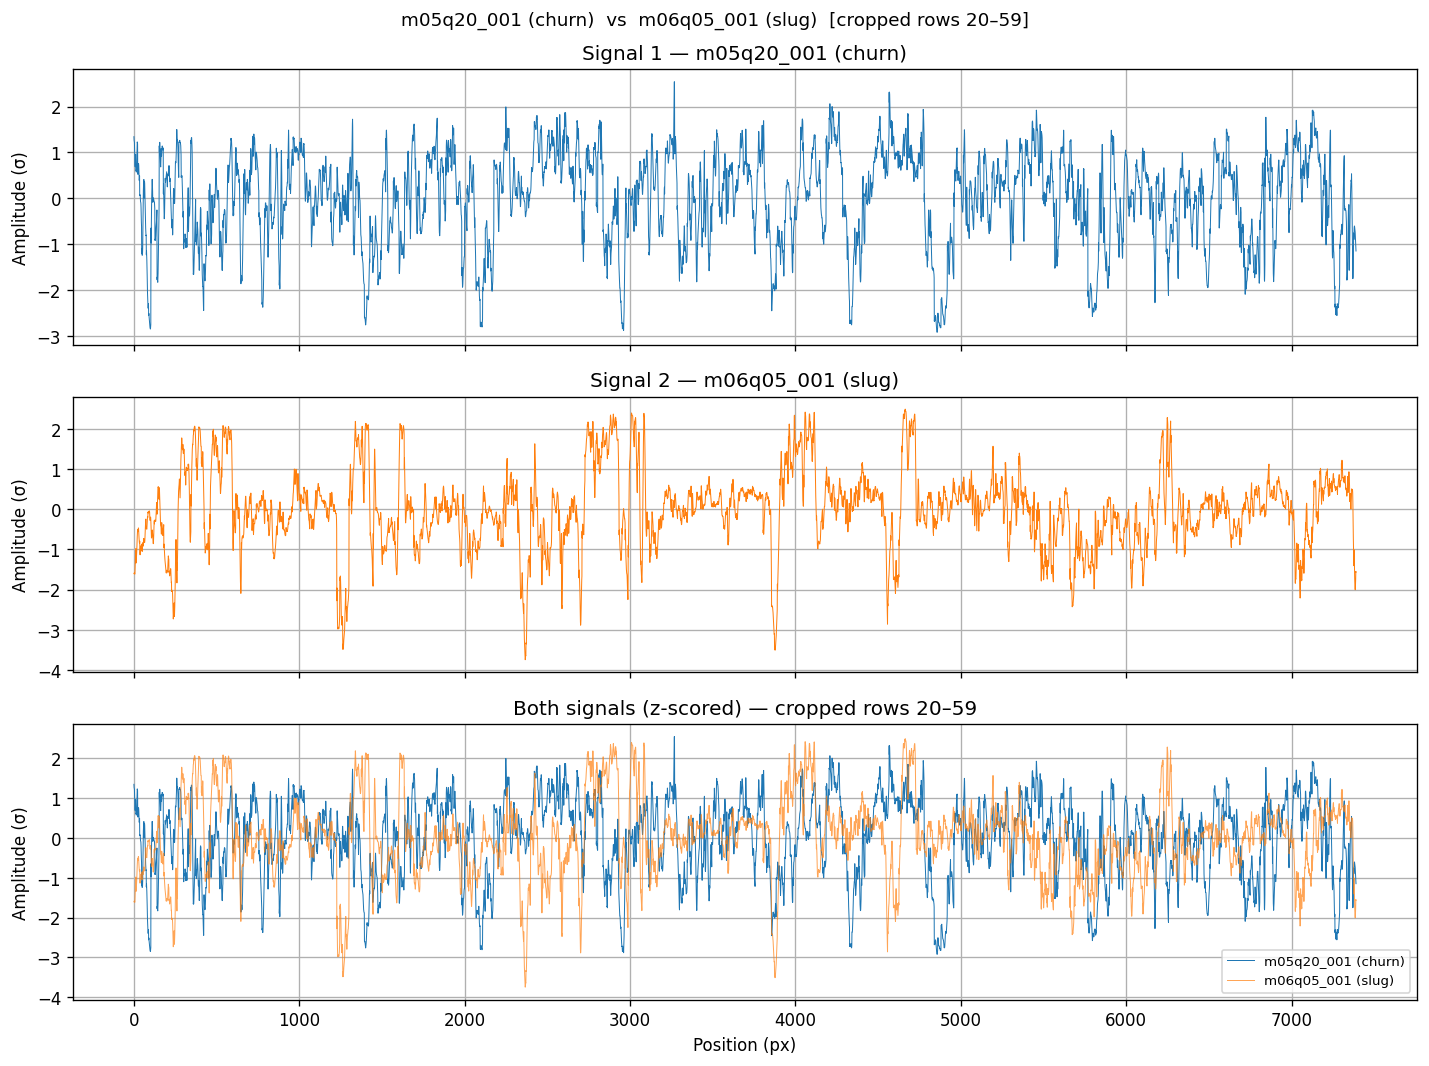 m05q20_001 (churn)  vs  m06q05_001 (slug)  [cropped rows 20–59]
Signal 1 — m05q20_001 (churn)
Amplitude (σ)
2
1
0
−1
−2
−3
Signal 2 — m06q05_001 (slug)
Amplitude (σ)
2
1
0
−1
−2
−3
−4
Both signals (z-scored) — cropped rows 20–59
Amplitude (σ)
2
1
0
−1
−2
−3
−4
m05q20_001 (churn)
m06q05_001 (slug)
0 1000 2000 3000 4000 5000 6000 7000
Position (px)